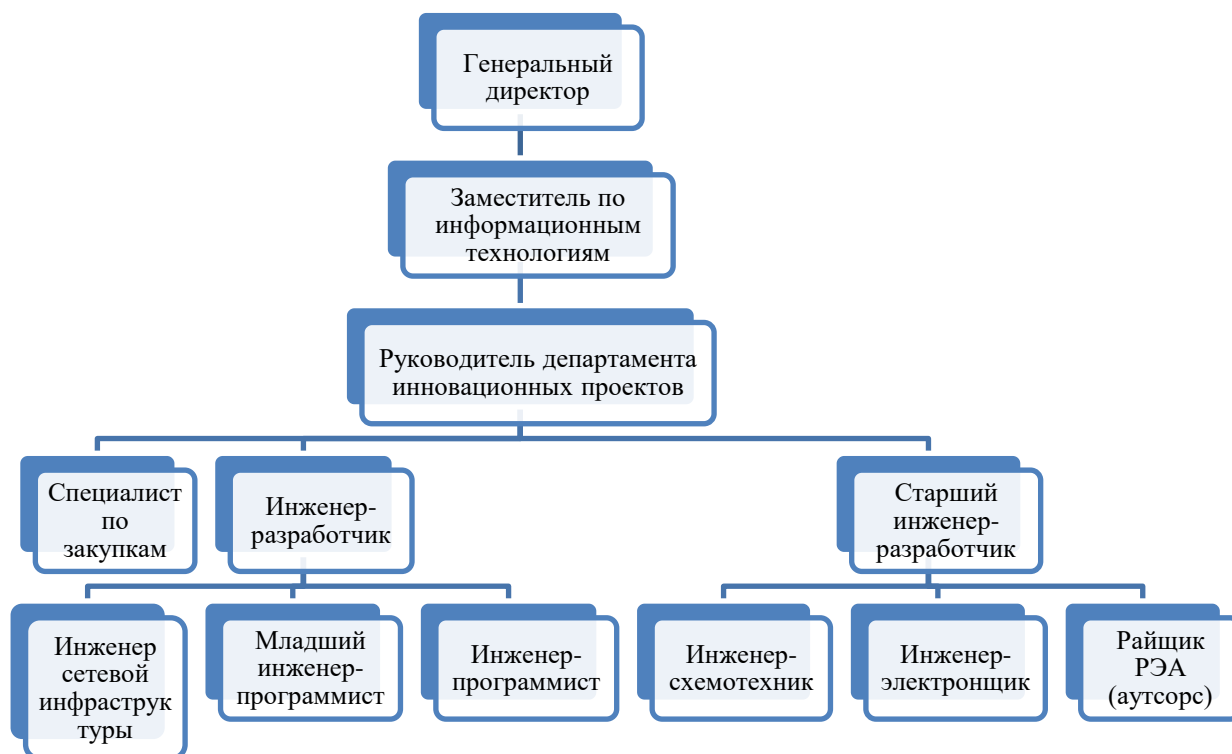 Генеральный
директор
Заместитель по
информационным
технологиям
Руководитель департамента
инновационных проектов
Специалист
по
закупкам
Инженер-
разработчик
Старший
инженер-
разработчик
Инженер
сетевой
инфраструк
туры
Младший
инженер-
программист
Инженер-
программист
Инженер-
схемотехник
Инженер-
электронщик
Райщик
РЭА
(аутсорс)